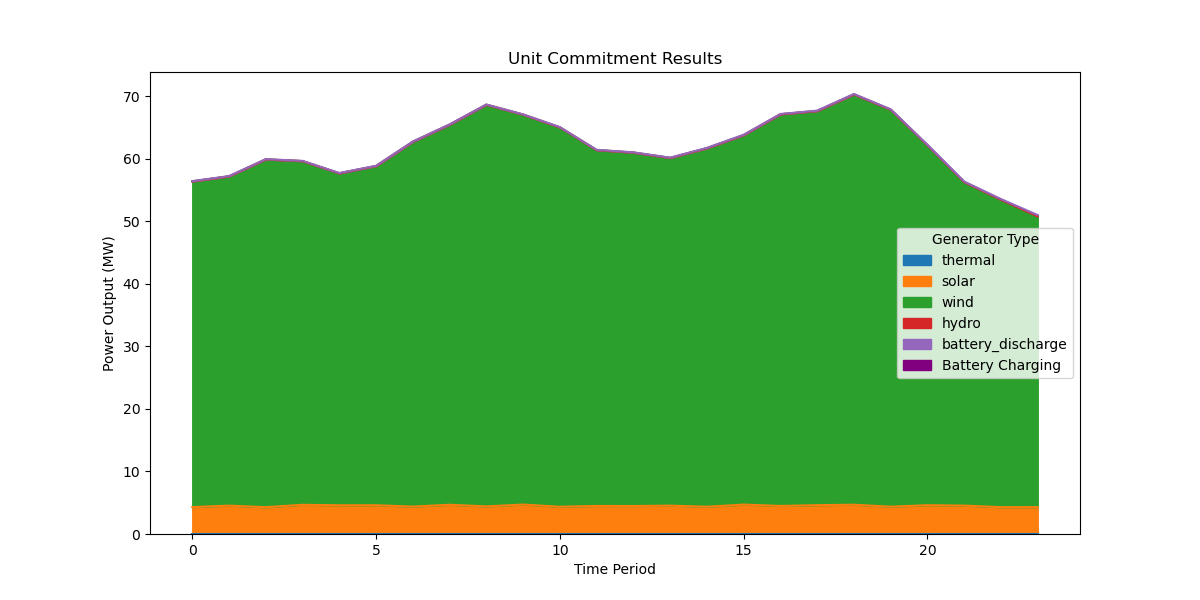 Unit Commitment Results
Power Output (MW)
70
60
50
40
30
20
10
0
Generator Type
thermal
solar
wind
hydro
battery_discharge
Battery Charging
0 5 10 15 20
Time Period